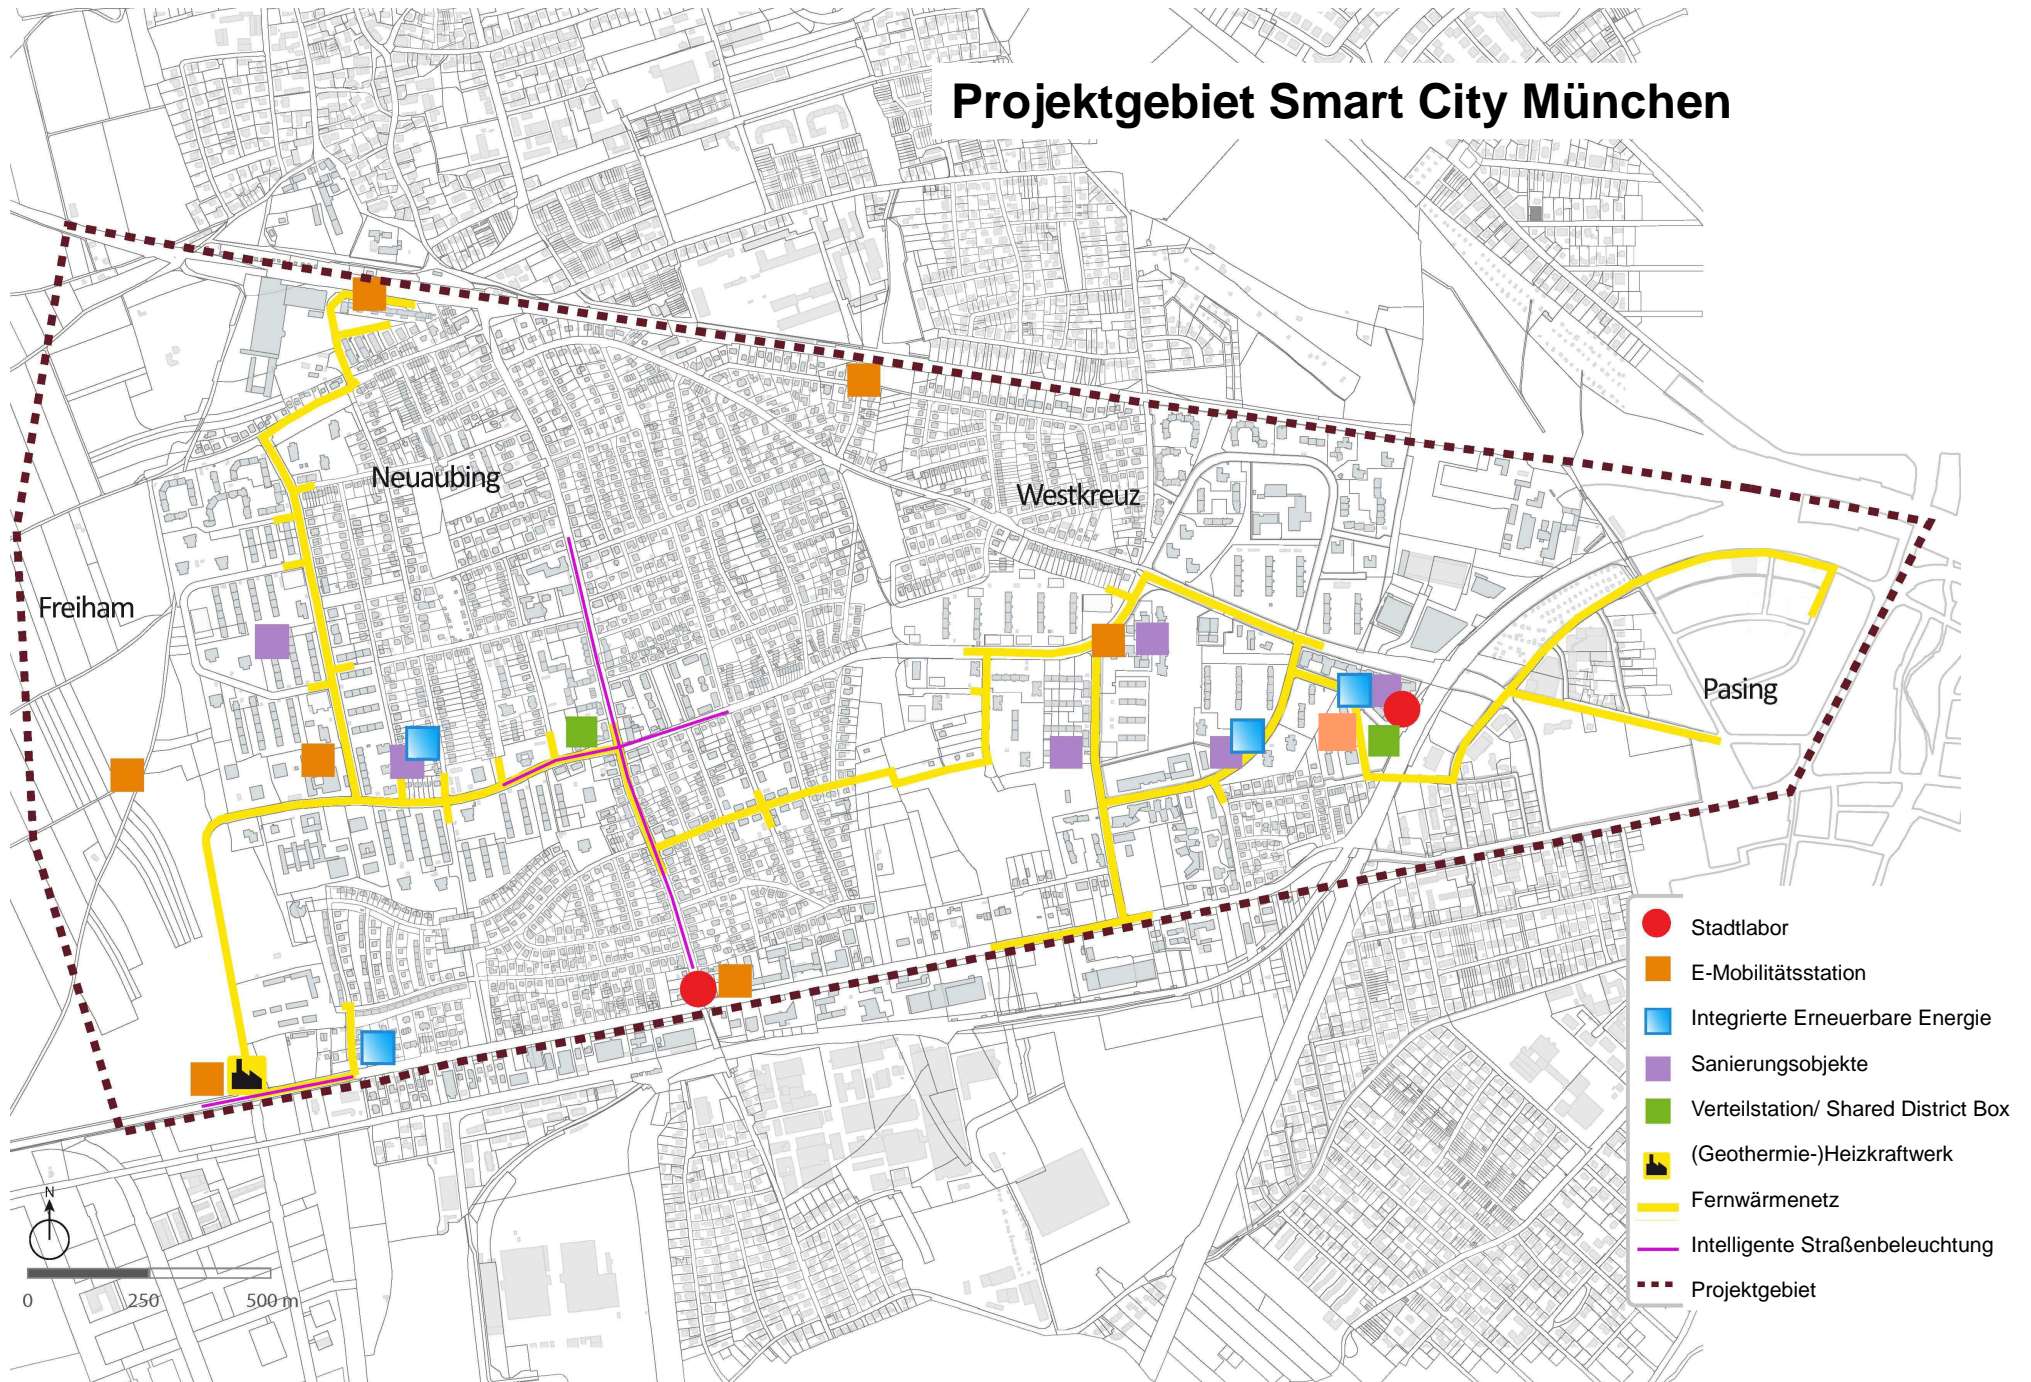 Projektgebiet Smart City München
Neuaubing
Westkreuz
Freiham
Pasing
Stadtlabor
E-Mobilitätsstation
Integrierte Erneuerbare Energie
Sanierungsobjekte
Verteilstation/ Shared District Box
(Geothermie-)Heizkraftwerk
Fernwärmenetz
Intelligente Straßenbeleuchtung
Projektgebiet
N
0 250 500 m